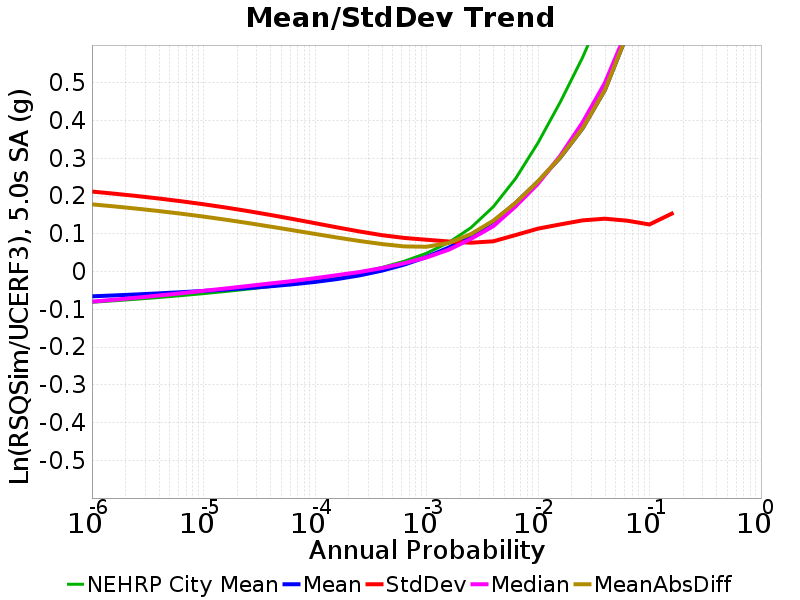 Mean/StdDev Trend
Ln(RSQSim/UCERF3), 5.0s SA (g)
0.5
0.4
0.3
0.2
0.1
0
-0.1
-0.2
-0.3
-0.4
-0.5
10^-6 10^-5 10^-4 10^-3 10^-2 10^-1 10^0
Annual Probability
NEHRP City Mean Mean StdDev Median MeanAbsDiff